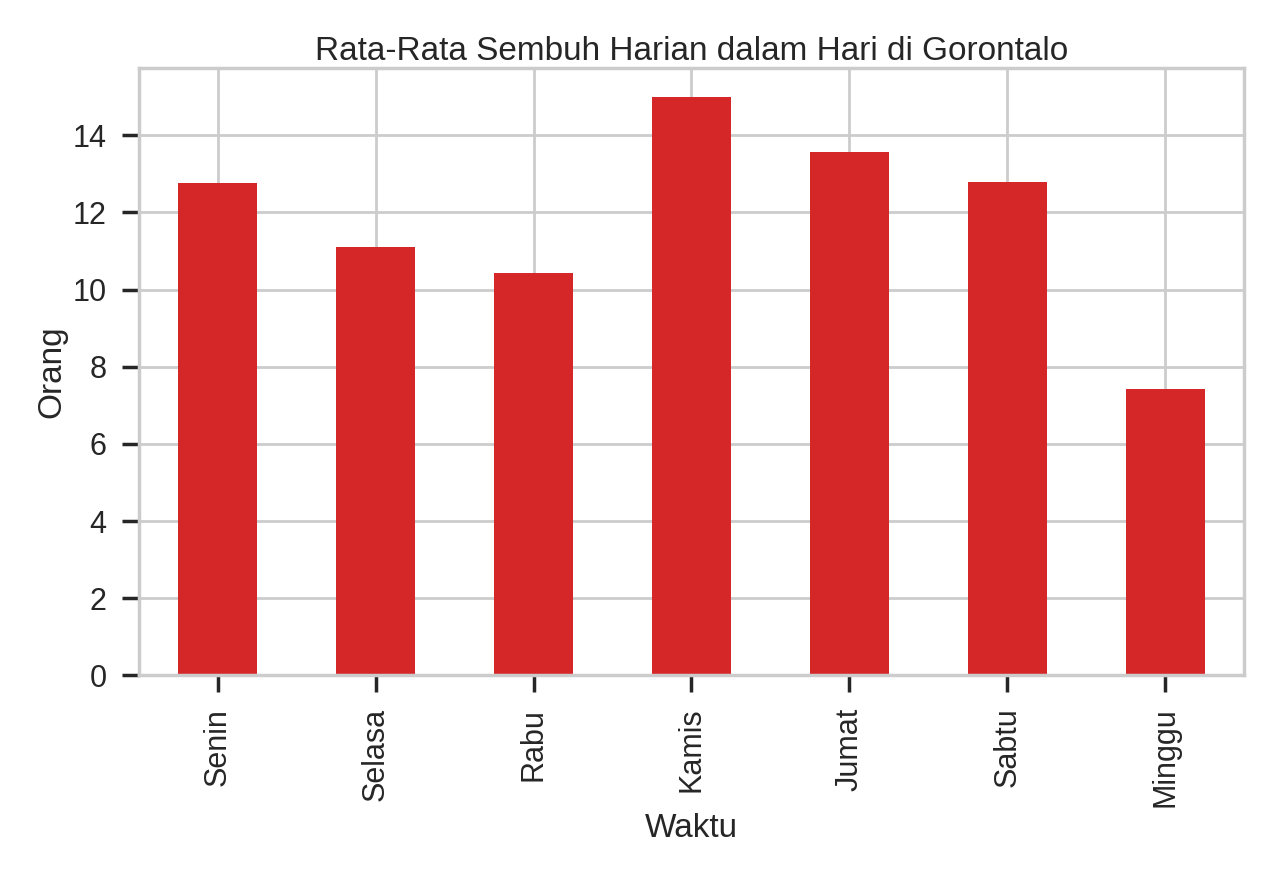 Rata-Rata Sembuh Harian dalam Hari di Gorontalo
14
12
10
8
6
4
2
0
Orang
Senin
Selasa
Rabu
Kamis
Jumat
Sabtu
Minggu
Waktu